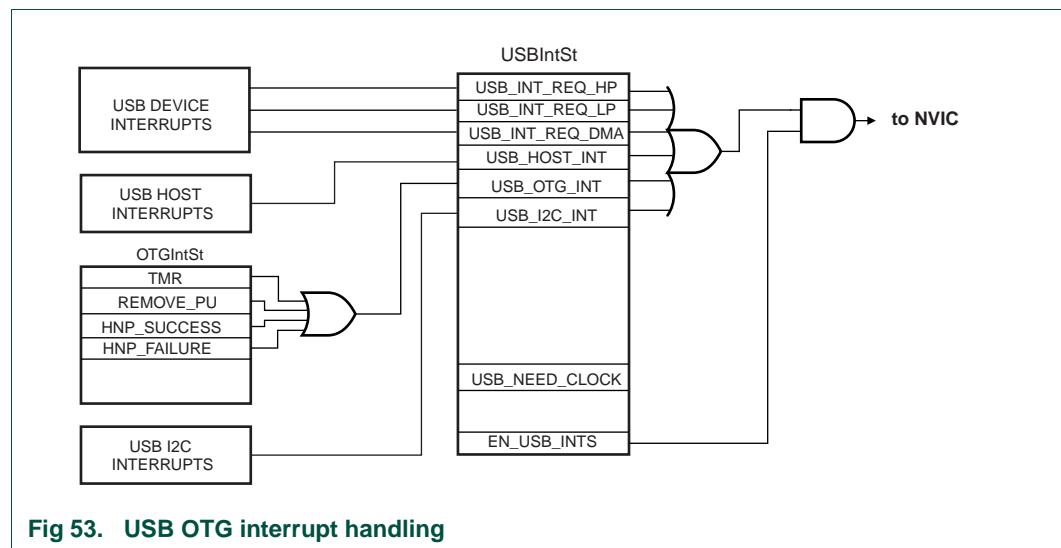 USBIntSt
USB DEVICE
INTERRUPTS
USB_INT_REQ_HP
USB_INT_REQ_LP
USB_INT_REQ_DMA
USB_HOST_INT
USB_OTG_INT
USB_I2C_INT
to NVIC
USB HOST
INTERRUPTS
OTGIntSt
TMR
REMOVE_PU
HNP_SUCCESS
HNP_FAILURE
USB_NEED_CLOCK
EN_USB_INTS
USB I2C
INTERRUPTS
Fig 53. USB OTG interrupt handling